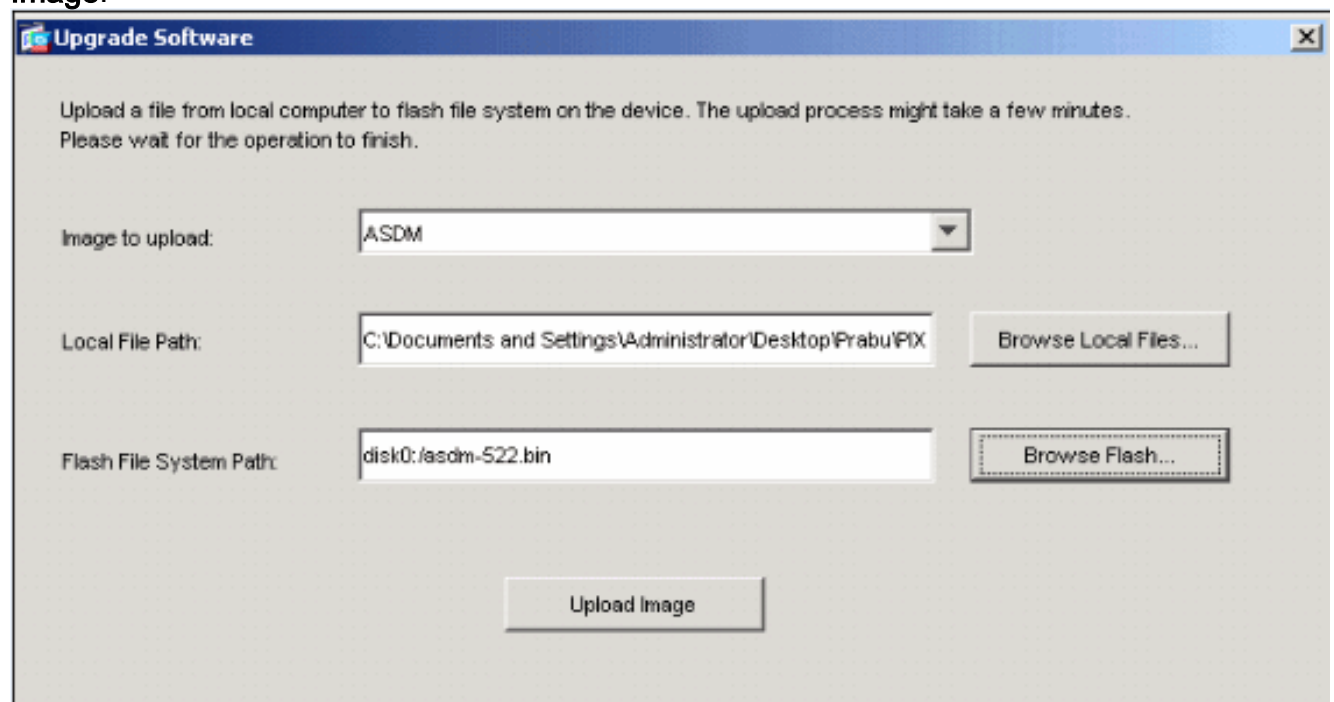 Image.
Upgrade Software
Upload a file from local computer to flash file system on the device. The upload process might take a few minutes.
Please wait for the operation to finish.
Image to upload:
ASDM
Local File Path:
C:\Documents and Settings\Administrator\Desktop\Prabu\PIX
Browse Local Files...
Flash File System Path:
disk0:/asdm-522.bin
Browse Flash...
Upload Image